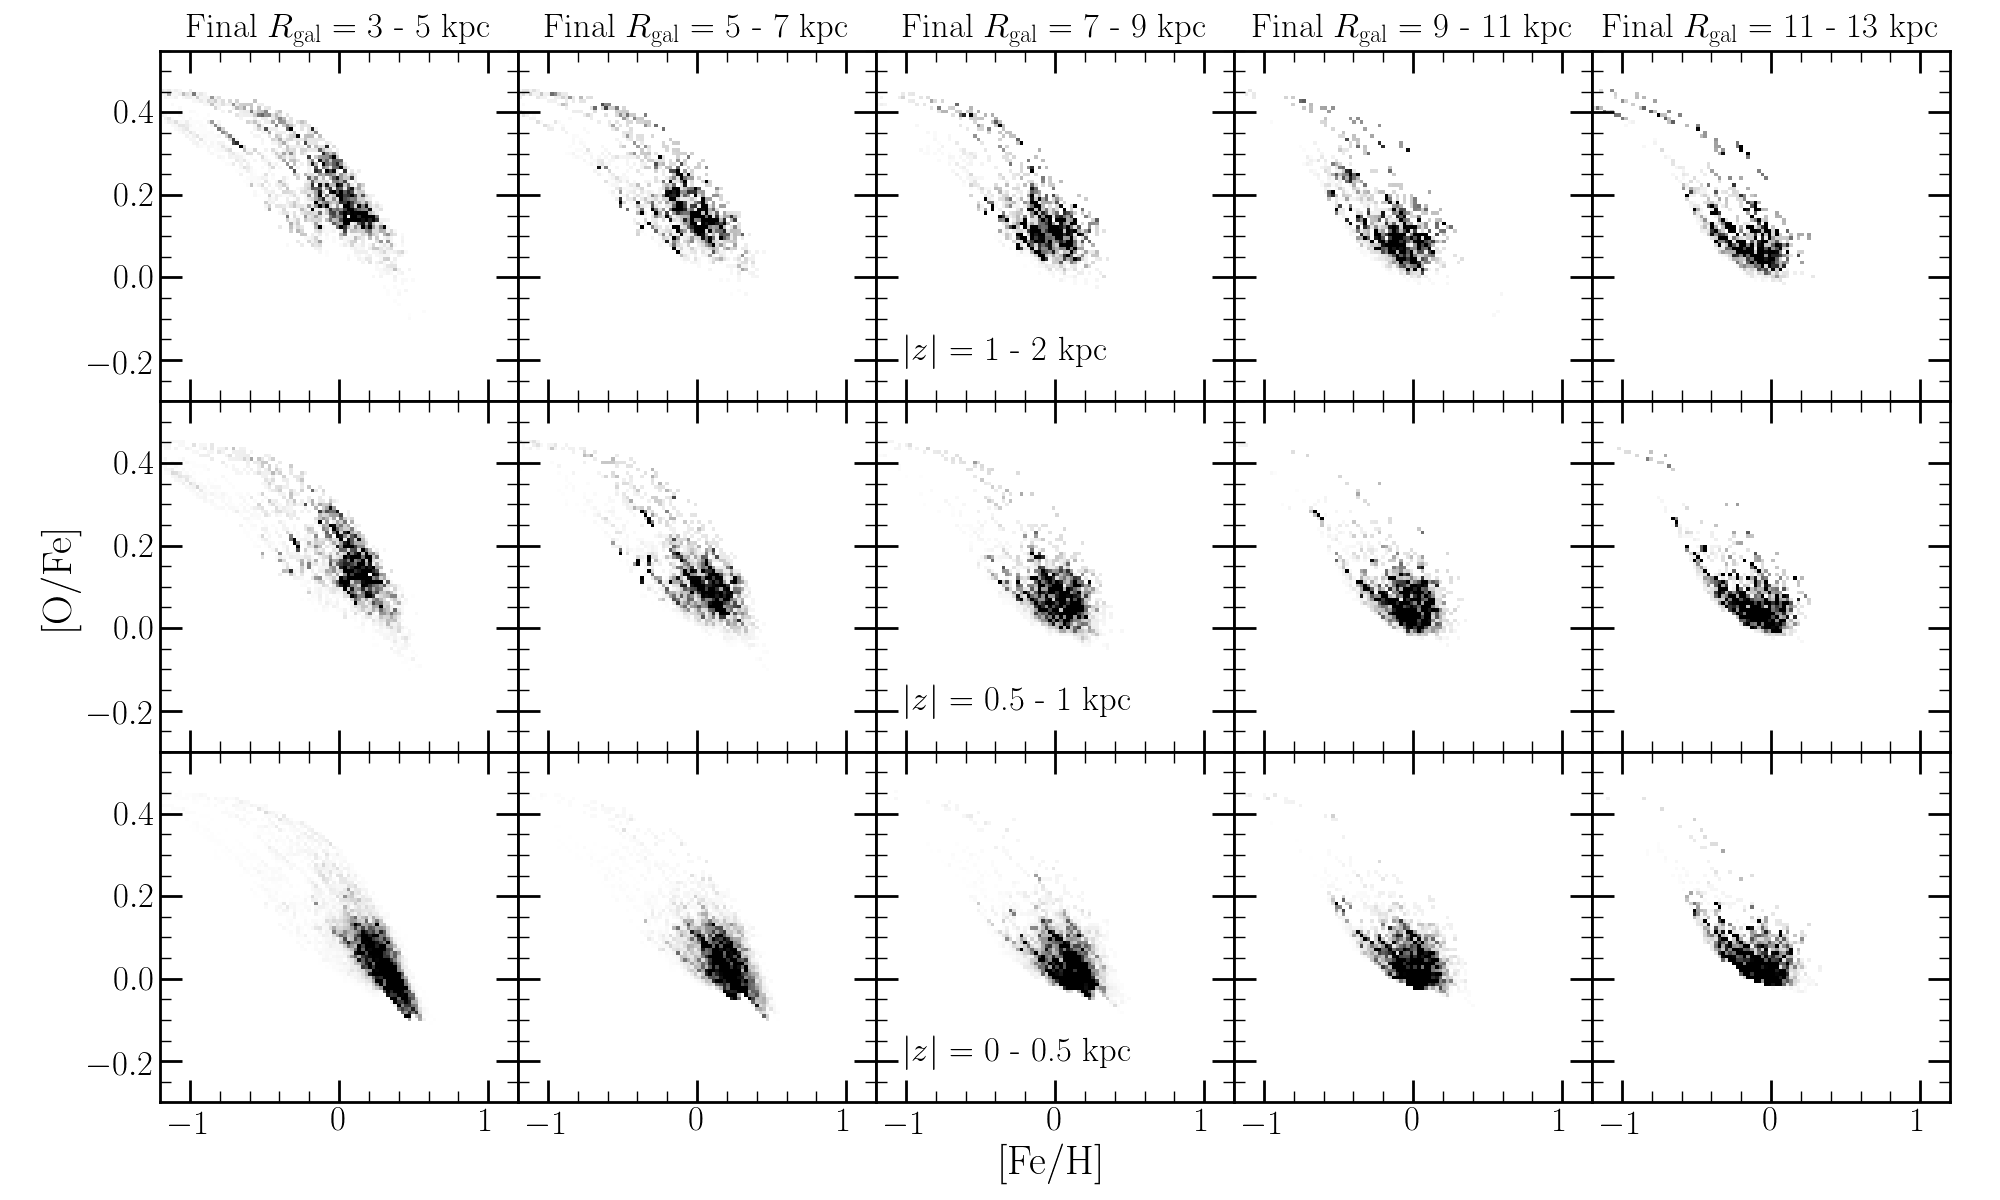 Final R_gal = 3 - 5 kpc
Final R_gal = 5 - 7 kpc
Final R_gal = 7 - 9 kpc
Final R_gal = 9 - 11 kpc
Final R_gal = 11 - 13 kpc
0.4
0.2
0.0
−0.2
|z| = 1 - 2 kpc
0.4
0.2
0.0
−0.2
|z| = 0.5 - 1 kpc
[O/Fe]
0.4
0.2
0.0
−0.2
|z| = 0 - 0.5 kpc
−1 0 1 −1 0 1 −1 0 1 −1 0 1 −1 0 1
[Fe/H]